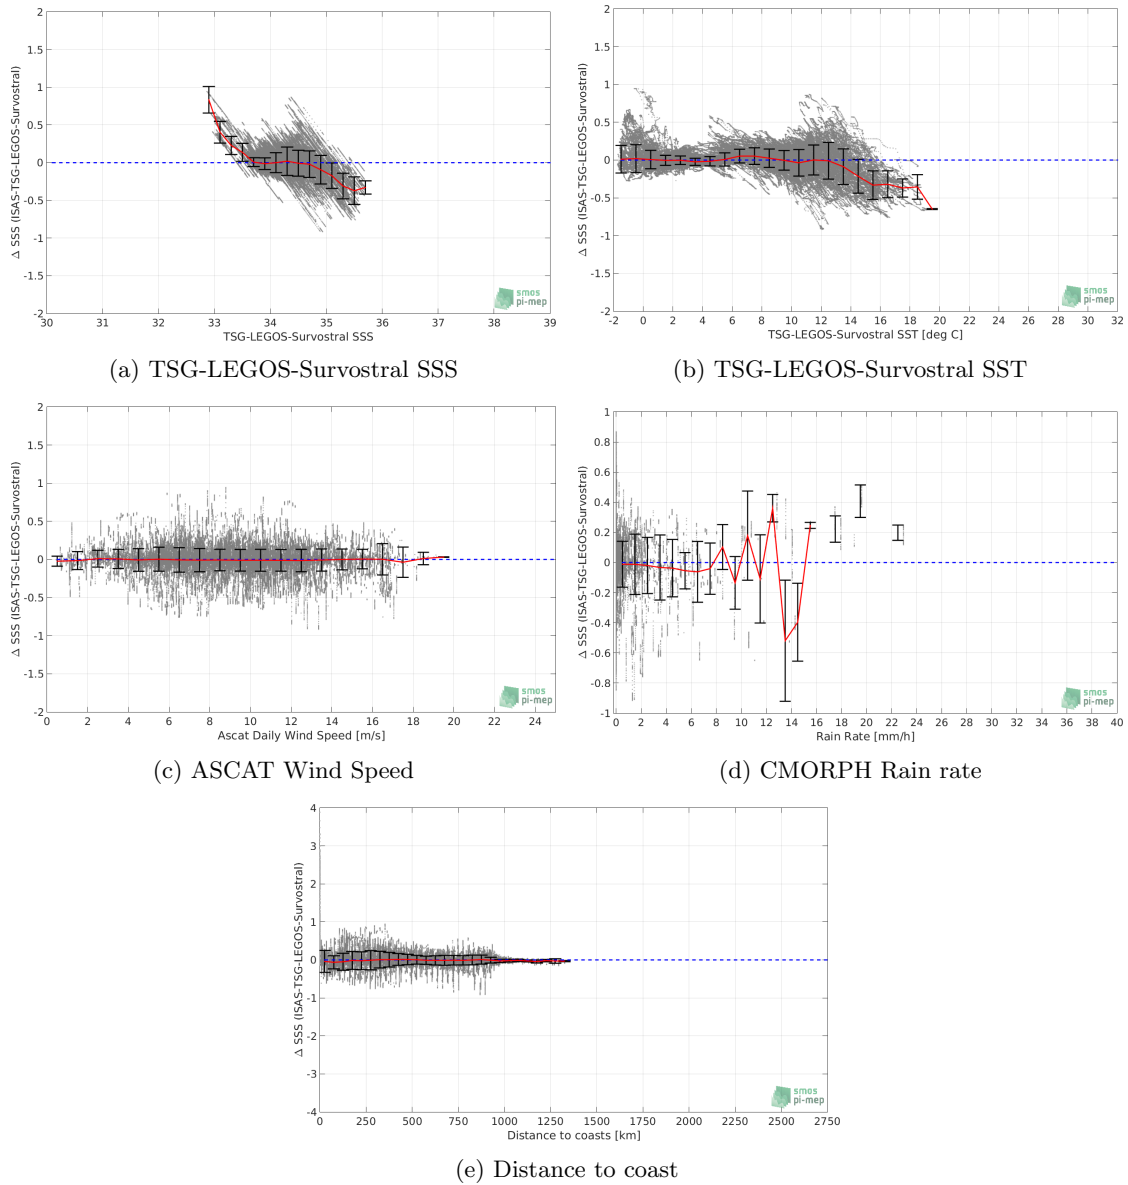 2
1.5
1
0.5
0
-0.5
-1
-1.5
-2
Δ SSS (ISAS-TSG-LEGOS-Survostral)
30 31 32 33 34 35 36 37 38 39
TSG-LEGOS-Survostral SSS
smos
pi-mep
(a) TSG-LEGOS-Survostral SSS
2
1.5
1
0.5
0
-0.5
-1
-1.5
-2
Δ SSS (ISAS-TSG-LEGOS-Survostral)
-2 0 2 4 6 8 10 12 14 16 18 20 22 24 26 28 30 32
TSG-LEGOS-Survostral SST [deg C]
smos
pi-mep
(b) TSG-LEGOS-Survostral SST
2
1.5
1
0.5
0
-0.5
-1
-1.5
-2
Δ SSS (ISAS-TSG-LEGOS-Survostral)
0 2 4 6 8 10 12 14 16 18 20 22 24
Ascat Daily Wind Speed [m/s]
smos
pi-mep
(c) ASCAT Wind Speed
1
0.8
0.6
0.4
0.2
0
-0.2
-0.4
-0.6
-0.8
-1
Δ SSS (ISAS-TSG-LEGOS-Survostral)
0 2 4 6 8 10 12 14 16 18 20 22 24 26 28 30 32 34 36 38 40
Rain Rate [mm/h]
smos
pi-mep
(d) CMORPH Rain rate
4
3
2
1
0
-1
-2
-3
-4
Δ SSS (ISAS-TSG-LEGOS-Survostral)
0 250 500 750 1000 1250 1500 1750 2000 2250 2500 2750
Distance to coasts [km]
smos
pi-mep
(e) Distance to coast